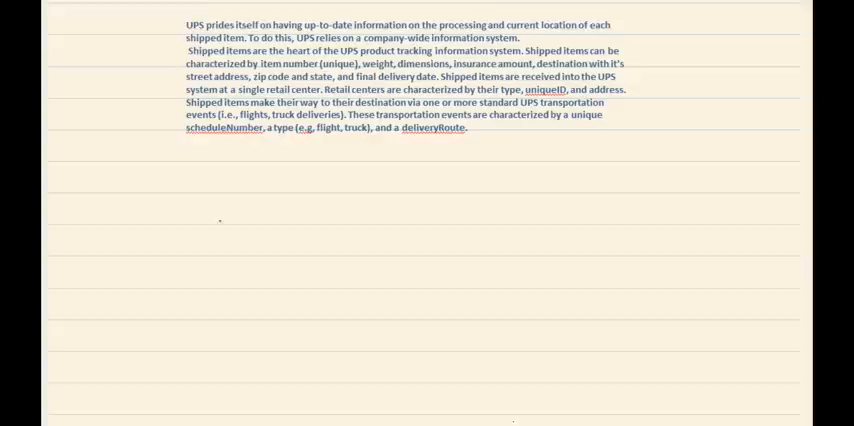 UPS prides itself on having up-to-date information on the processing and current location of each
shipped item. To do this, UPS relies on a company-wide information system.
Shipped items are the heart of the UPS product tracking information system. Shipped items can be
characterized by item number (unique), weight, dimensions, insurance amount, destination with it's
street address, zip code and state, and final delivery date. Shipped items are received into the UPS
system at a single retail center. Retail centers are characterized by their type, uniqueID, and address.
Shipped items make their way to their destination via one or more standard UPS transportation
events (i.e., flights, truck deliveries). These transportation events are characterized by a unique
scheduleNumber, a type (e.g, flight, truck), and a deliveryRoute.